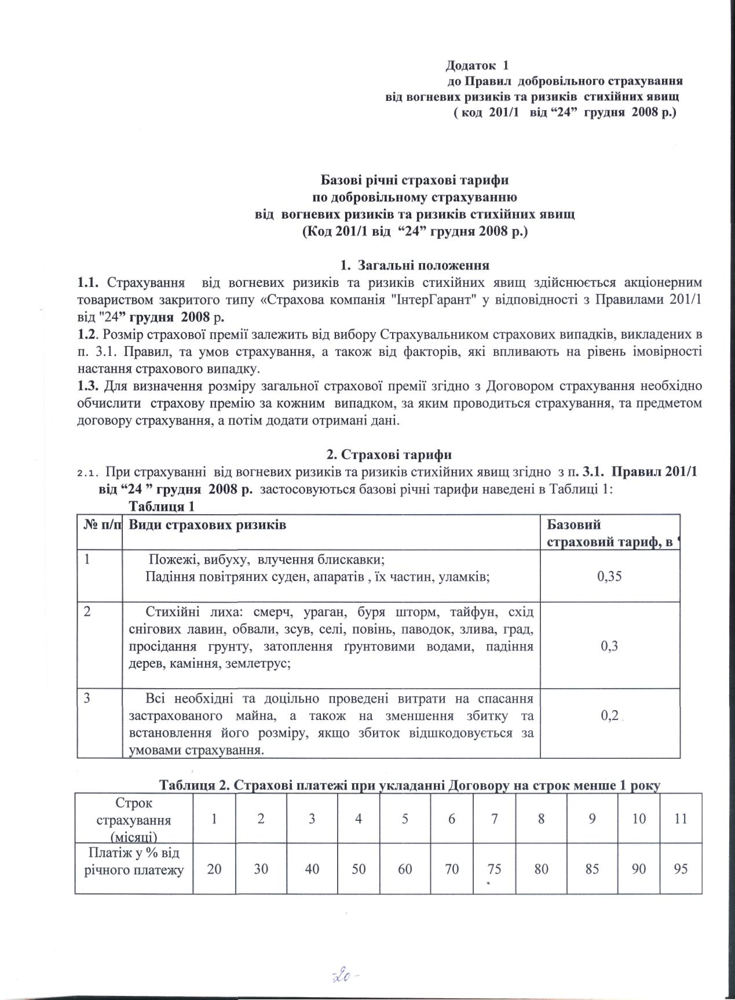 Додаток 1
до Правил добровільного страхування
від вогневих ризиків та ризиків стихійних явищ
( код 201/1 від “24” грудня 2008 р.)
Базові річні страхові тарифи
по добровільному страхуванню
від вогневих ризиків та ризиків стихійних явищ
(Код 201/1 від “24” грудня 2008 р.)
1. Загальні положення
1.1. Страхування від вогневих ризиків та ризиків стихійних явищ здійснюється акціонерним
товариством закритого типу «Страхова компанія "ІнтерГарант" у відповідності з Правилами 201/1
від "24” грудня 2008 р.
1.2. Розмір страхової премії залежить від вибору Страхувальником страхових випадків, викладених в
п. 3.1. Правил, та умов страхування, а також від факторів, які впливають на рівень імовірності
настання страхового випадку.
1.3. Для визначення розміру загальної страхової премії згідно з Договором страхування необхідно
обчислити страхову премію за кожним випадком, за яким проводиться страхування, та предметом
договору страхування, а потім додати отримані дані.
2. Страхові тарифи
2.1. При страхуванні від вогневих ризиків та ризиків стихійних явищ згідно з п. 3.1. Правил 201/1
від “24 ” грудня 2008 р. застосовуються базові річні тарифи наведені в Таблиці 1:
Таблиця 1
№ п/п Види страхових ризиків Базовий
страховий тариф, в
1 Пожежі, вибуху, влучення блискавки;
Падіння повітряних суден, апаратів , їх частин, уламків; 0,35
2 Стихійні лиха: смерч, ураган, буря шторм, тайфун, схід
снігових лавин, обвали, зсув, селі, повінь, паводок, злива, град,
просідання грунту, затоплення ґрунтовими водами, падіння 0,3
дерев, каміння, землетрус;
3 Всі необхідні та доцільно проведені витрати на спасання
застрахованого майна, а також на зменшення збитку та 0,2
встановлення його розміру, якщо збиток відшкодовується за
умовами страхування.
Таблиця 2. Страхові платежі при укладанні Договору на строк менше 1 року
Строк
страхування 1 2 3 4 5 6 7 8 9 10 11
(місяці)
Платіж у % від
річного платежу 20 30 40 50 60 70 75 80 85 90 95
-20-